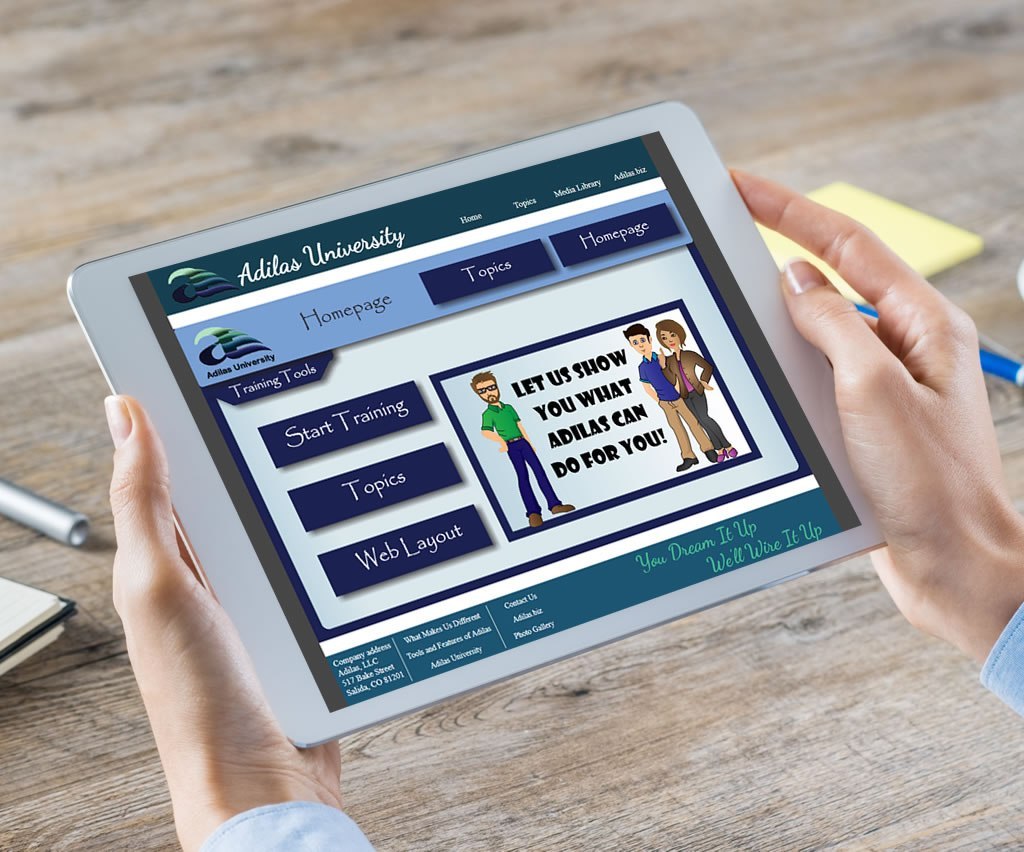 Adilas University
Home
Topics
Media Library
Adilas.biz
Adilas University
Homepage
Topics
Homepage
Training Tools
Start Training
Topics
Web Layout
LET US SHOW
YOU WHAT
ADILAS CAN
DO FOR YOU!
You Dream It Up
We'll Wire It Up
Company address
Adilas, LLC
517 Bake Street
Salida, CO 81201
What Makes Us Different
Tools and Features of Adilas
Adilas University
Contact Us
Adilas.biz
Photo Gallery